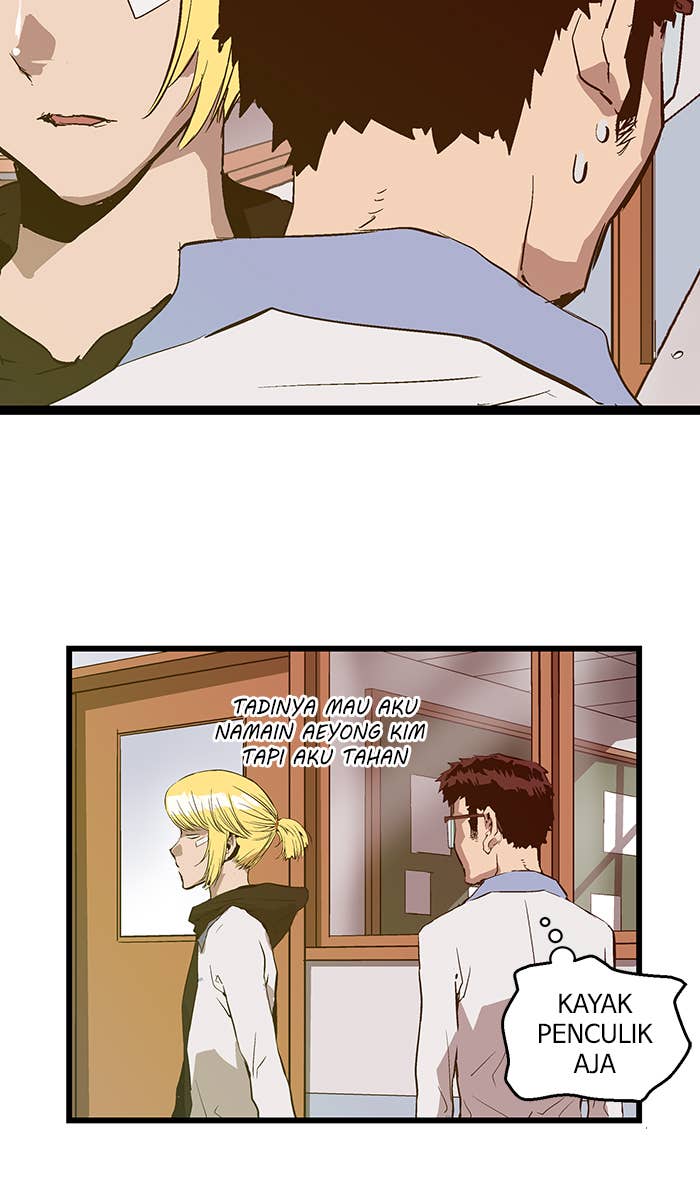 TADINYA MAU AKU
NAMAIN AEYONG KIM
TAPI AKU TAHAN
KAYAK
PENCULIK
AJA